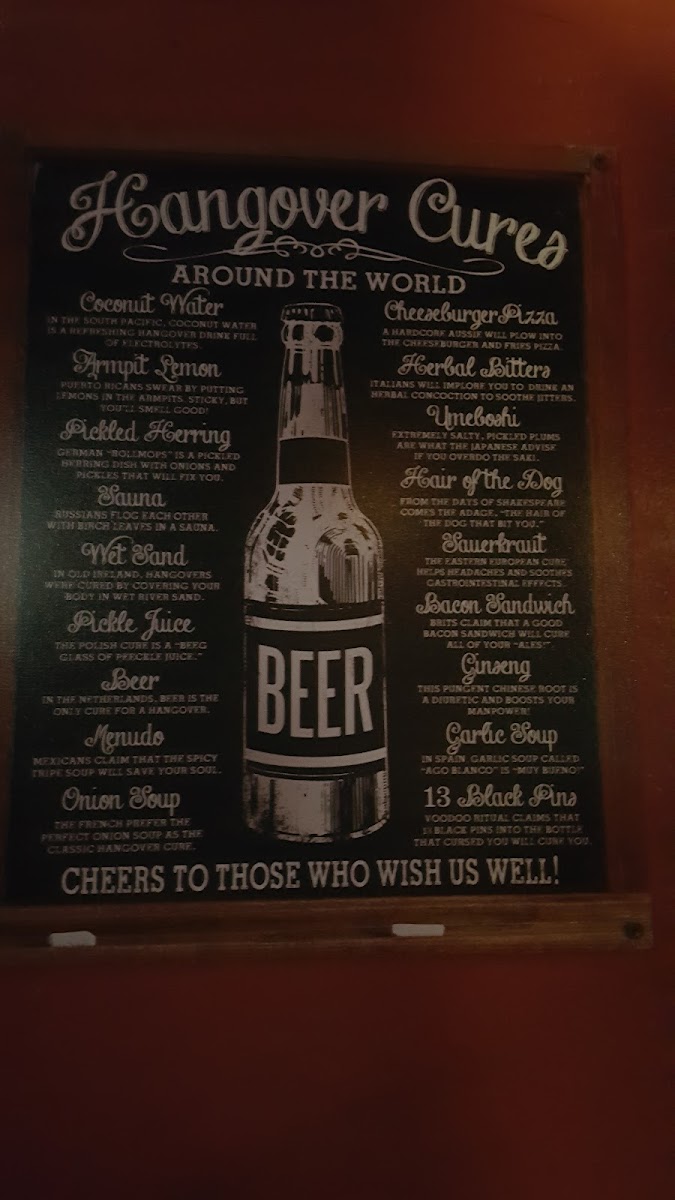 Hangover Cures
AROUND THE WORLD
Coconut Water
IN THE SOUTH PACIFIC, COCONUT WATER
IS A REFRESHING HANGOVER DRINK FULL
OF ELECTROLYTES.
Armpit Lemon
PUERTO RICANS SWEAR BY PUTTING
LEMONS IN THE ARMPITS. STICKY, BUT
YOU'LL SMELL GOOD!
Pickled Herring
GERMAN "ROLLMOPS" IS A PICKLED
HERRING DISH WITH ONIONS AND
PICKLES THAT WILL FIX YOU.
Sauna
RUSSIANS FLOG EACH OTHER
WITH BIRCH LEAVES IN A SAUNA.
Wet Sand
IN OLD IRELAND, HANGOVERS
WERE CURED BY COVERING YOUR
BODY IN WET RIVER SAND.
Pickle Juice
THE POLISH CURE IS A "BEEG
GLASS OF PEECKLE JUICE."
Beer
IN THE NETHERLANDS, BEER IS THE
ONLY CURE FOR A HANGOVER.
Menudo
MEXICANS CLAIM THAT THE SPICY
TRIPE SOUP WILL SAVE YOUR SOUL.
Onion Soup
THE FRENCH PREFER THE
PERFECT ONION SOUP AS THE
CLASSIC HANGOVER CURE.
BEER
Cheeseburger Pizza
A HARDCORE AUSSIE WILL PLOW INTO
THE CHEESEBURGER AND FRIES PIZZA.
Herbal Bitters
ITALIANS WILL IMPLORE YOU TO DRINK AN
HERBAL CONCOCTION TO SOOTHE JITTERS.
Umeboshi
EXTREMELY SALTY, PICKLED PLUMS
ARE WHAT THE JAPANESE ADVISE
IF YOU OVERDO THE SAKI.
Hair of the Dog
FROM THE DAYS OF SHAKESPEARE
COMES THE ADAGE, "THE HAIR OF
THE DOG THAT BIT YOU."
Sauerkraut
THE EASTERN EUROPEAN CURE
HELPS HEADACHES AND SOOTHES
GASTROINTESTINAL EFFECTS.
Bacon Sandwich
BRITS CLAIM THAT A GOOD
BACON SANDWICH WILL CURE
ALL OF YOUR "ALES!"
Ginseng
THIS PUNGENT CHINESE ROOT IS
A DIURETIC AND BOOSTS YOUR
MANPOWER!
Garlic Soup
IN SPAIN GARLIC SOUP CALLED
"AGO BLANCO" IS "MUY BUENO!"
13 Black Pins
VOODOO RITUAL CLAIMS THAT
13 BLACK PINS INTO THE BOTTLE
THAT CURSED YOU WILL CURE YOU.
CHEERS TO THOSE WHO WISH US WELL!